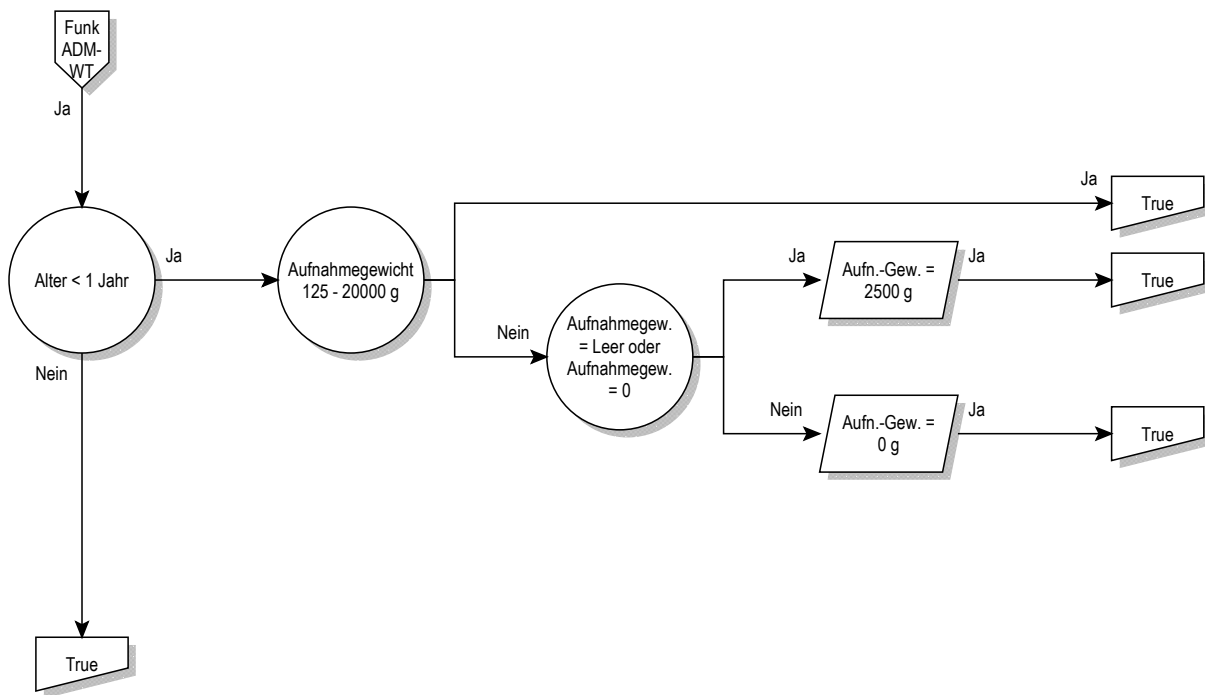 Funk
ADM-
WT
Ja
Alter < 1 Jahr
Ja
Aufnahmegewicht
125 - 20000 g
Ja
True
Nein
Aufnahmegew.
= Leer oder
Aufnahmegew.
= 0
Ja
Aufn.-Gew. =
2500 g
Ja
True
Nein
Aufn.-Gew. =
0 g
Ja
True
Nein
True